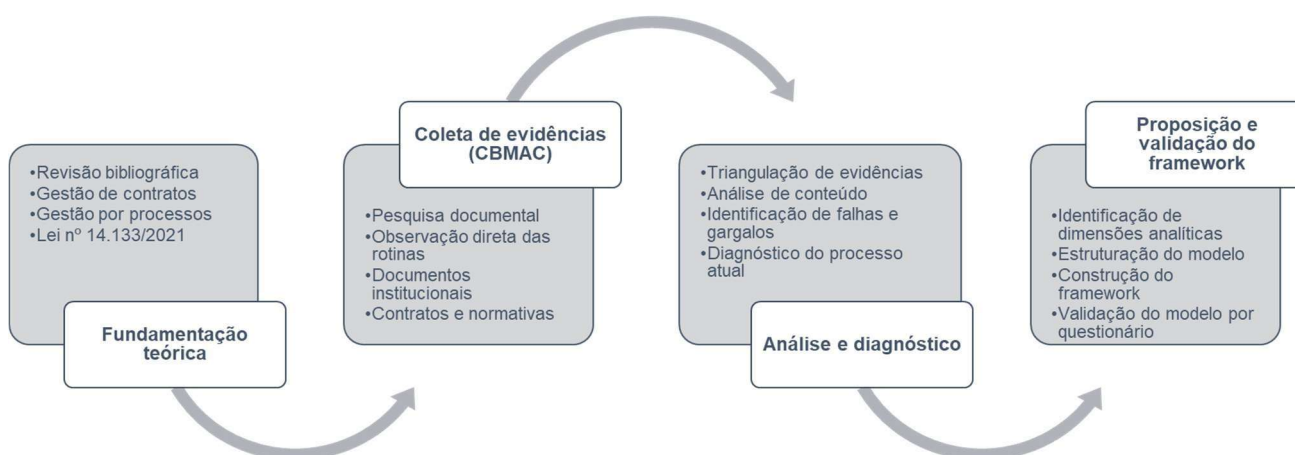 •Revisão bibliográfica
•Gestão de contratos
•Gestão por processos
•Lei nº 14.133/2021
Fundamentação
teórica
Coleta de evidências
(CBMAC)
•Pesquisa documental
•Observação direta das
rotinas
•Documentos
institucionais
•Contratos e normativas
•Triangulação de evidências
•Análise de conteúdo
•Identificação de falhas e
gargalos
•Diagnóstico do processo
atual
Análise e diagnóstico
Proposição e
validação do
framework
•Identificação de
dimensões analíticas
•Estruturação do modelo
•Construção do
framework
•Validação do modelo por
questionário